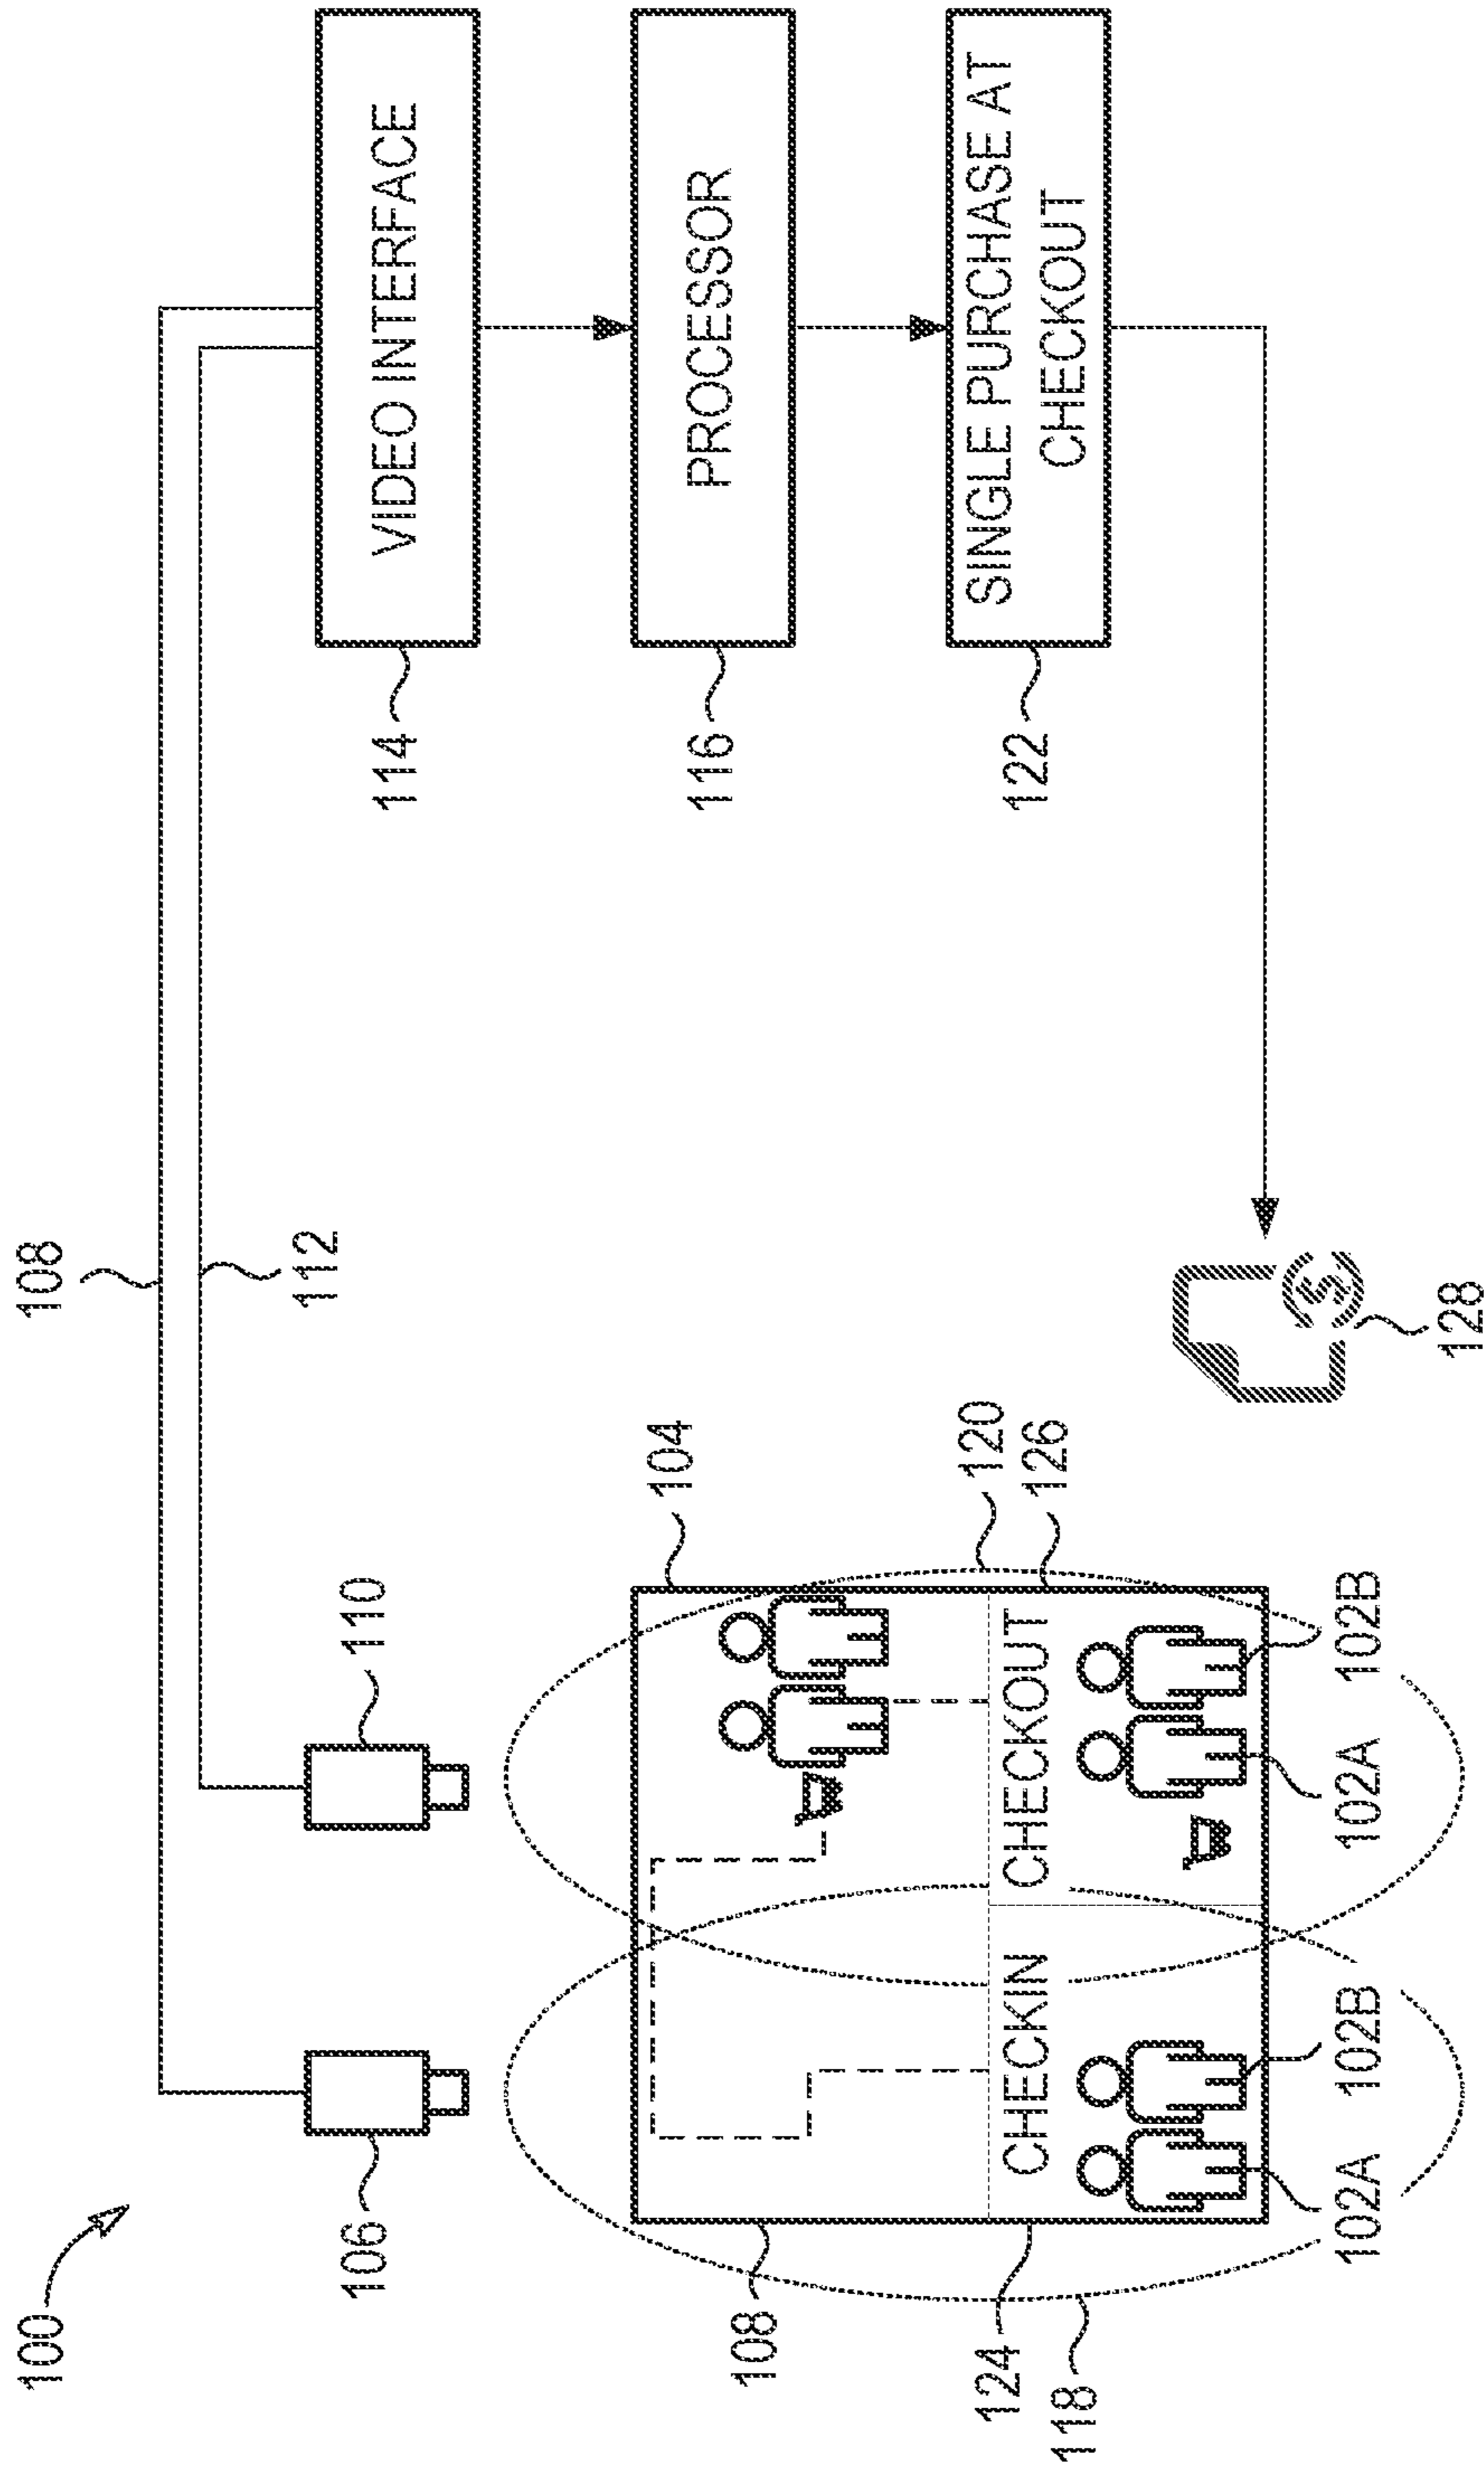 100
108
112
106
110
114
VIDEO INTERFACE
116
PROCESSOR
122
SINGLE PURCHASE AT
CHECKOUT
108
104
124
118
CHECKIN
CHECKOUT
120
126
102A
102B
102A
102B
$
128